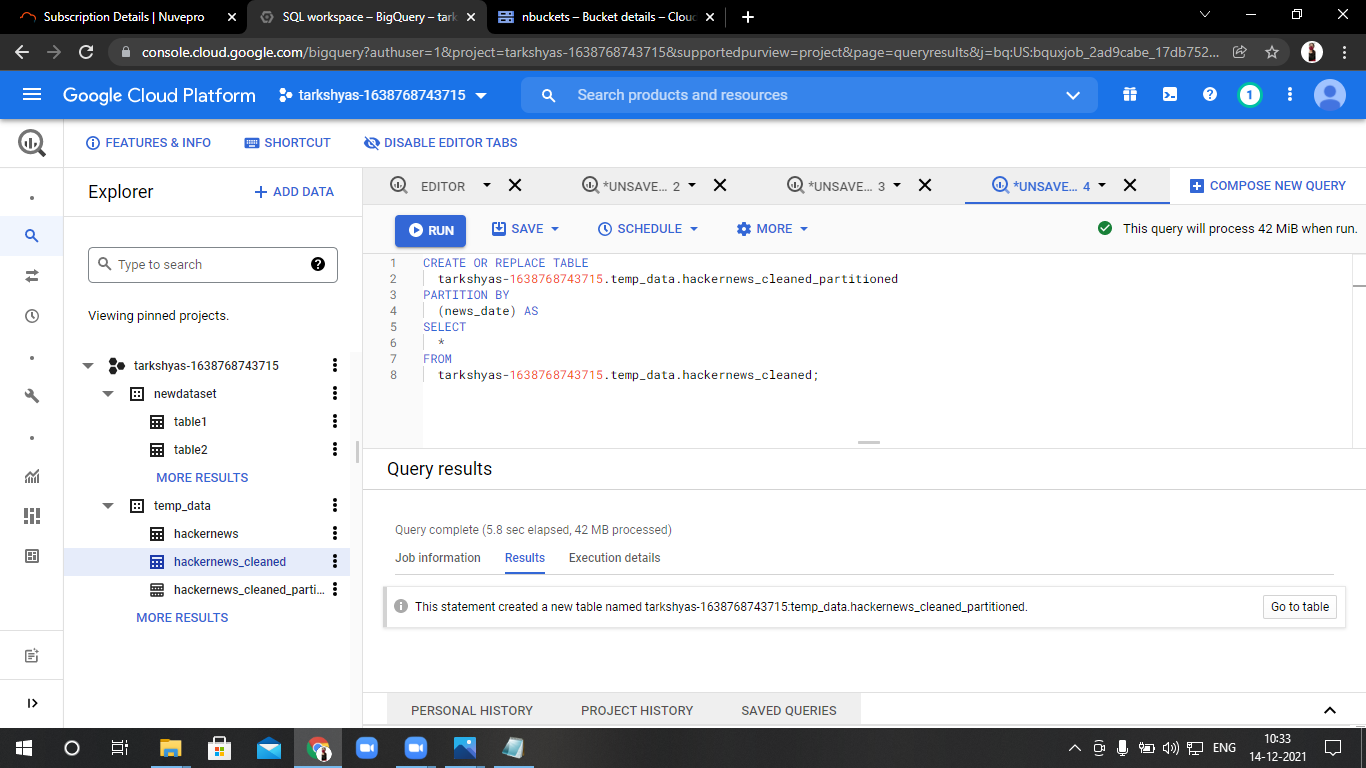 Subscription Details | Nuvepro
SQL workspace – BigQuery – tark
nbuckets – Bucket details – Clou
console.cloud.google.com/bigquery?authuser=1&project=tarkshyas-1638768743715&supportedpurview=project&page=queryresults&j=bq:US:bquxjob_2ad9cabe_17db752...
Google Cloud Platform
tarkshyas-1638768743715
Search products and resources
1
FEATURES & INFO
SHORTCUT
DISABLE EDITOR TABS
Explorer
+ ADD DATA
Type to search
Viewing pinned projects.
tarkshyas-1638768743715
newdataset
table1
table2
MORE RESULTS
temp_data
hackernews
hackernews_cleaned
hackernews_cleaned_parti...
MORE RESULTS
EDITOR
*UNSAVE... 2
*UNSAVE... 3
*UNSAVE... 4
COMPOSE NEW QUERY
RUN
SAVE
SCHEDULE
MORE
This query will process 42 MiB when run.
1 CREATE OR REPLACE TABLE
2 tarkshyas-1638768743715.temp_data.hackernews_cleaned_partitioned
3 PARTITION BY
4 (news_date) AS
5 SELECT
6 *
7 FROM
8 tarkshyas-1638768743715.temp_data.hackernews_cleaned;
Query results
Query complete (5.8 sec elapsed, 42 MB processed)
Job information
Results
Execution details
This statement created a new table named tarkshyas-1638768743715:temp_data.hackernews_cleaned_partitioned.
Go to table
PERSONAL HISTORY
PROJECT HISTORY
SAVED QUERIES
ENG
10:33
14-12-2021